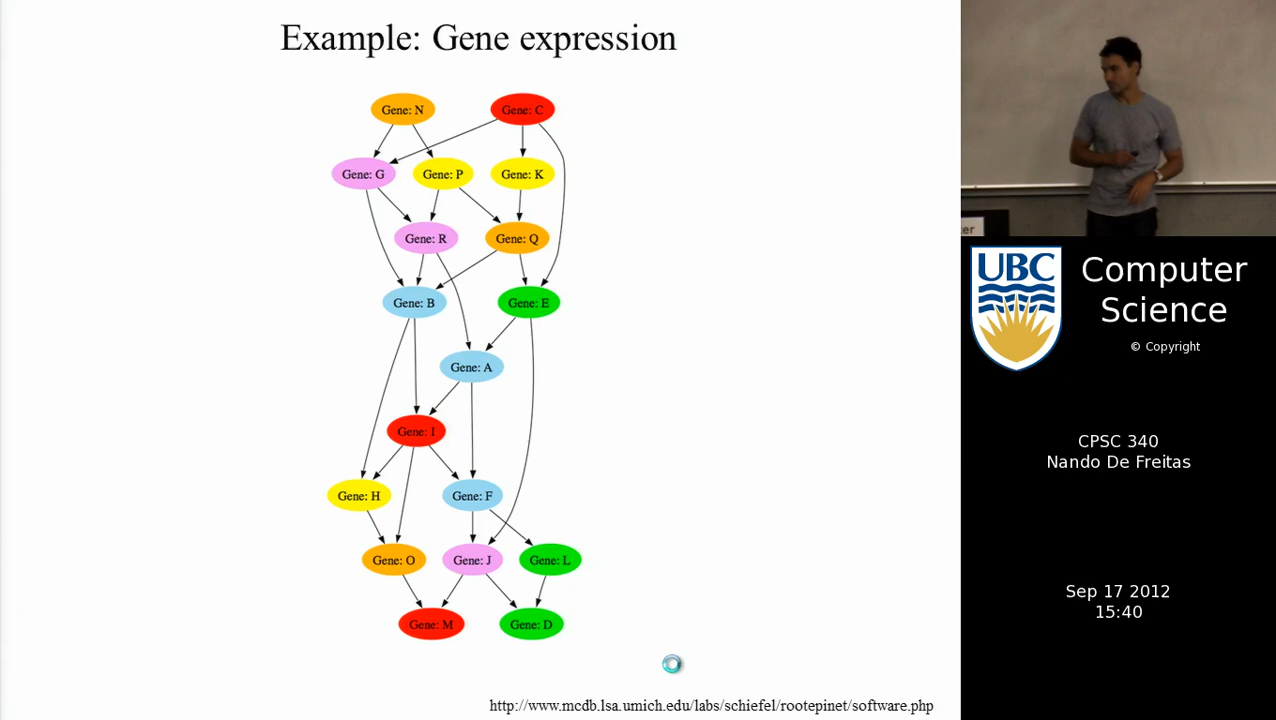 Example: Gene expression
Gene: N
Gene: C
Gene: G
Gene: P
Gene: K
Gene: R
Gene: Q
Gene: B
Gene: E
Gene: A
Gene: I
Gene: H
Gene: F
Gene: O
Gene: J
Gene: L
Gene: M
Gene: D
http://www.mcdb.lsa.umich.edu/labs/schiefel/rootepinet/software.php
ter
UBC
Computer
Science
© Copyright
CPSC 340
Nando De Freitas
Sep 17 2012
15:40